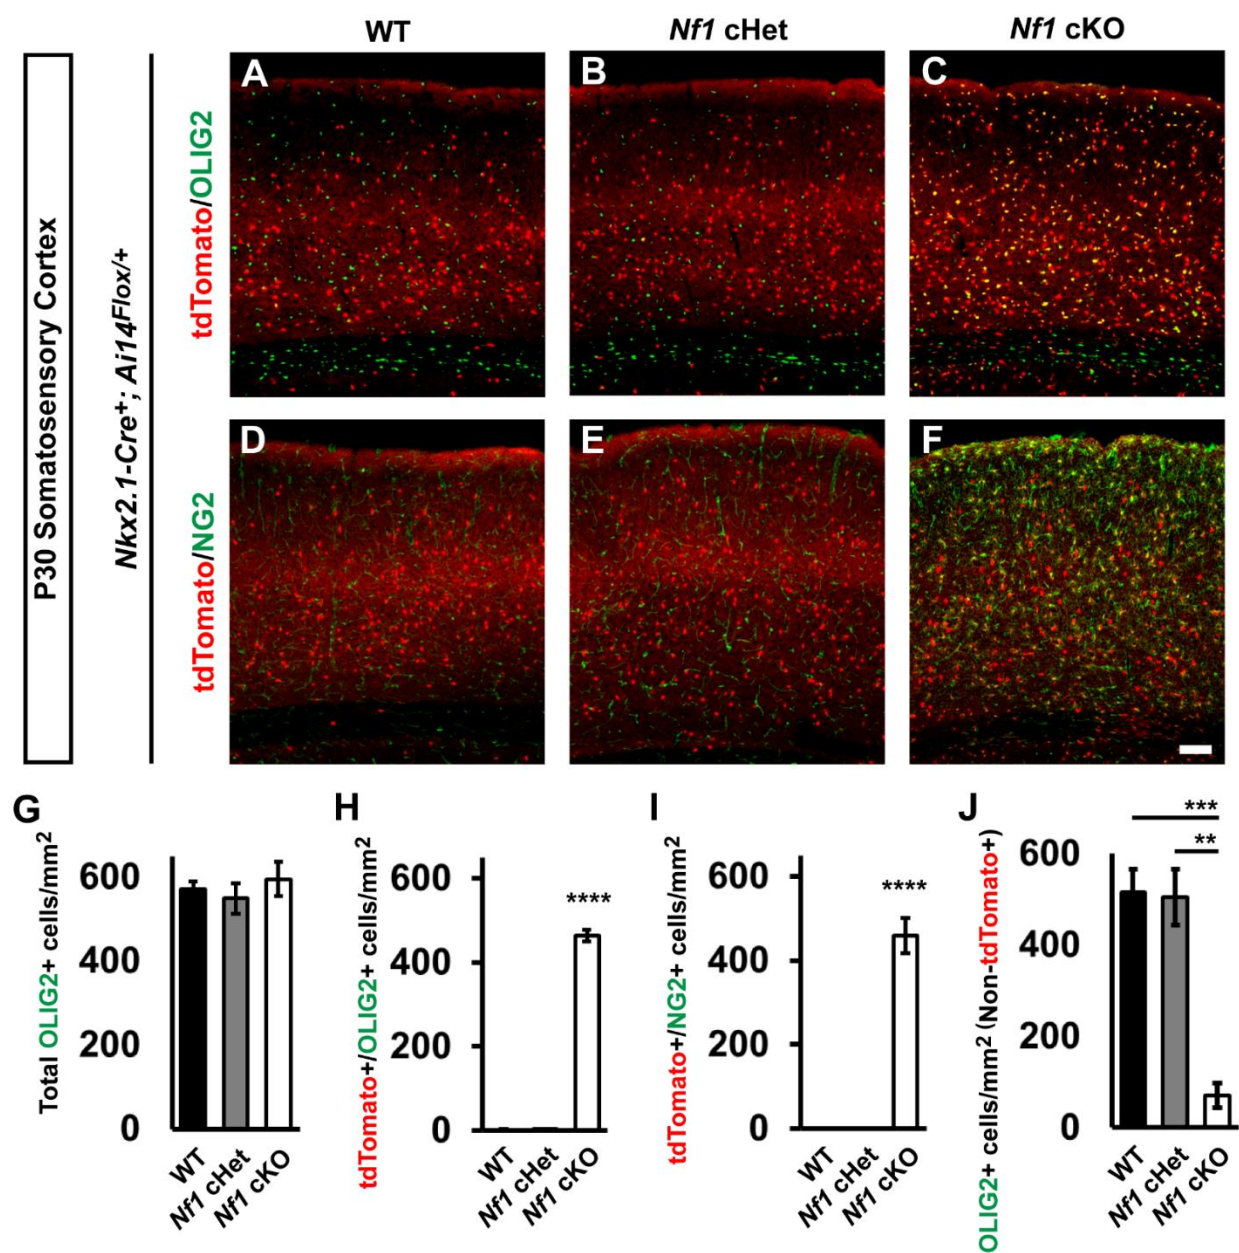 WT
Nf1 cHet
Nf1 cKO
P30 Somatosensory Cortex
Nkx2.1-Cre+; Ai14Flox/+
tdTomato/OLIG2
A
B
C
tdTomato/NG2
D
E
F
G
Total OLIG2+ cells/mm2
600
400
200
0
WT
Nf1 cHet
Nf1 cKO
H
tdTomato+/OLIG2+ cells/mm2
600
400
200
0
****
WT
Nf1 cHet
Nf1 cKO
I
tdTomato+/NG2+ cells/mm2
600
400
200
0
****
WT
Nf1 cHet
Nf1 cKO
J
OLIG2+ cells/mm2 (Non-tdTomato+)
***
**
600
400
200
0
WT
Nf1 cHet
Nf1 cKO